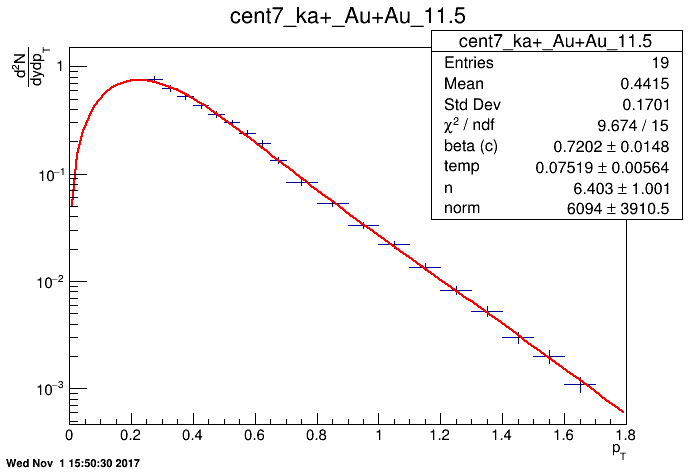 cent7_ka+_Au+Au_11.5
cent7_ka+_Au+Au_11.5
Entries 19
Mean 0.4415
Std Dev 0.1701
χ² / ndf 9.674 / 15
beta (c) 0.7202 ± 0.0148
temp 0.07519 ± 0.00564
n 6.403 ± 1.001
norm 6094 ± 3910.5
d²N
dydp_T
1
10⁻¹
10⁻²
10⁻³
0 0.2 0.4 0.6 0.8 1 1.2 1.4 1.6 1.8
p_T
Wed Nov 1 15:50:30 2017